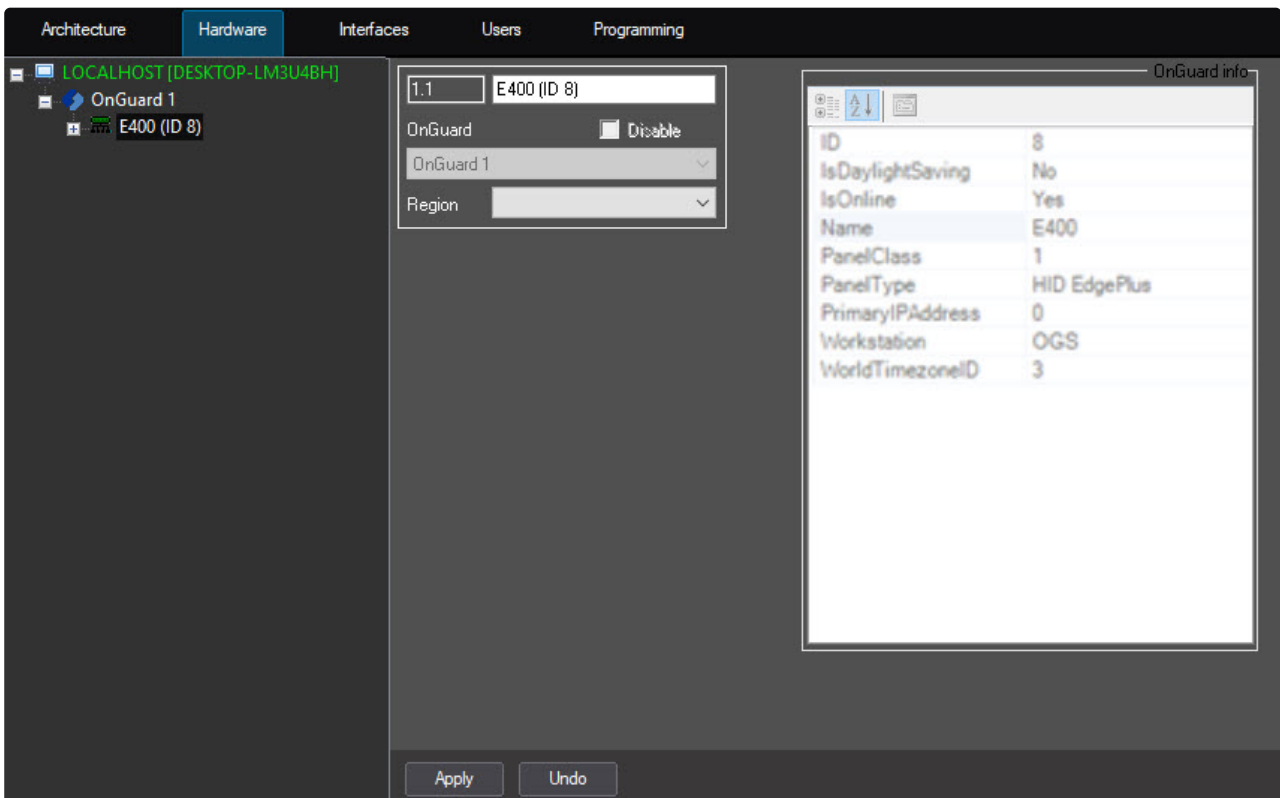 Architecture Hardware Interfaces Users Programming
LOCALHOST [DESKTOP-LM3U4BH]
OnGuard 1
E400 (ID 8)
1.1 E400 (ID 8)
OnGuard Disable
OnGuard 1
Region
OnGuard info
ID 8
IsDaylightSaving No
IsOnline Yes
Name E400
PanelClass 1
PanelType HID EdgePlus
PrimaryIPAddress 0
Workstation OGS
WorldTimezoneID 3
Apply Undo